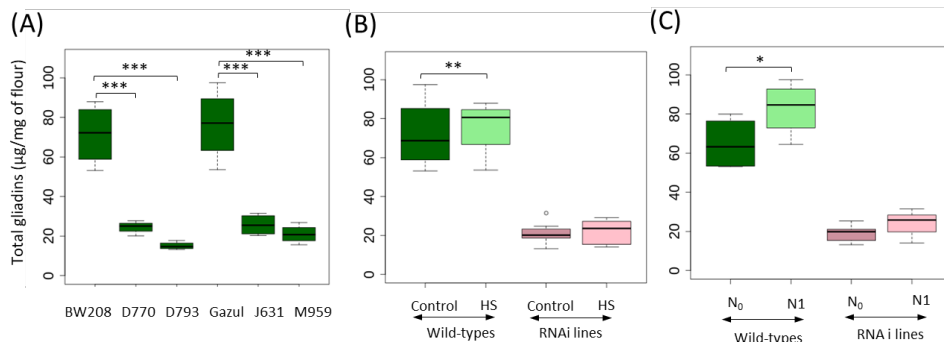 (A)
(B)
(C)
Total gliadins (µg/mg of flour)
0 20 40 60 80 100
***
***
***
***
BW208 D770 D793 Gazul J631 M959
0 20 40 60 80 100
**
Control HS Control HS
Wild-types RNAi lines
0 20 40 60 80 100
*
N₀ N1 N₀ N1
Wild-types RNA i lines